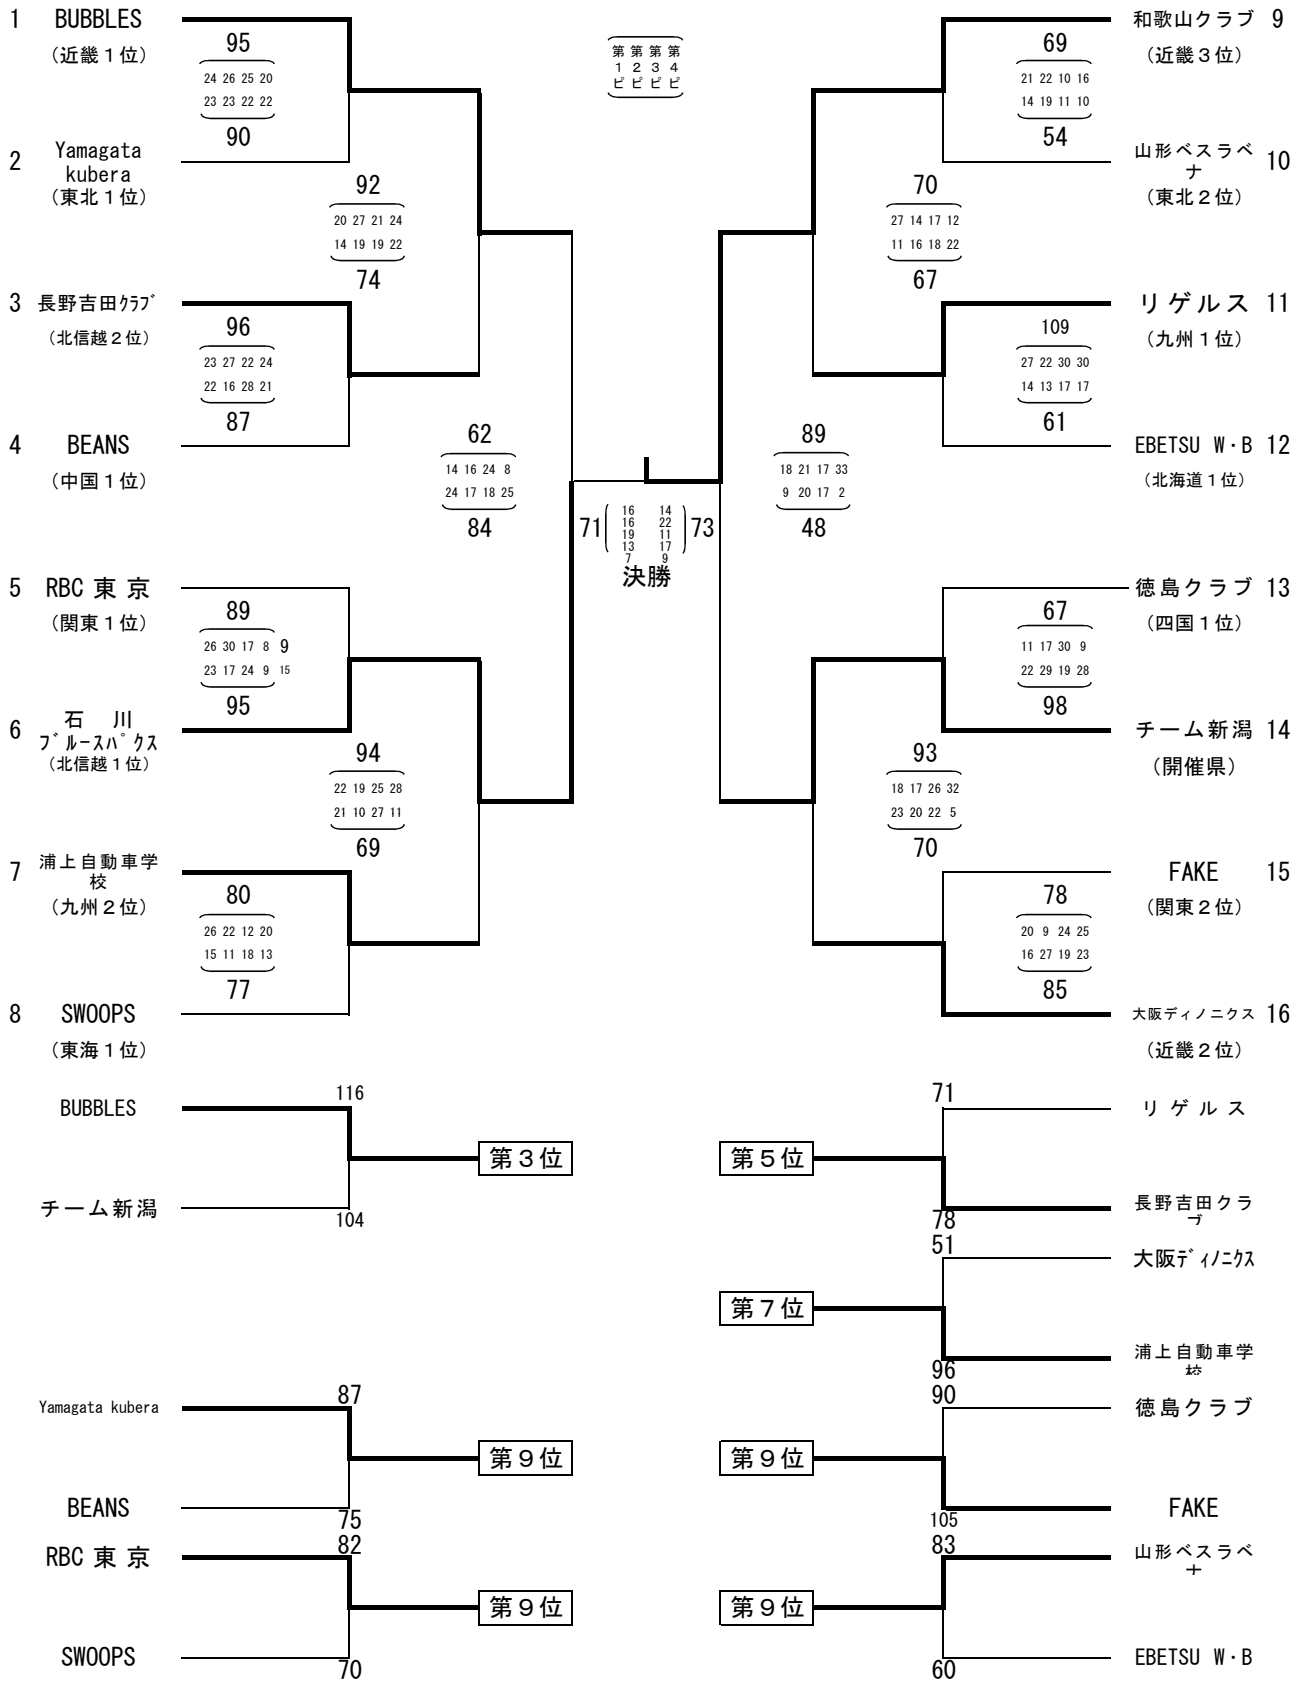 1 BUBBLES
(近畿1位)
95
24 26 25 20
23 23 22 22
90
2 Yamagata
kubera
(東北1位)
92
20 27 21 24
14 19 19 22
74
3 長野吉田ｸﾗﾌﾞ
(北信越2位)
96
23 27 22 24
22 16 28 21
87
4 BEANS
(中国1位)
62
14 16 24 8
24 17 18 25
84
5 RBC 東 京
(関東1位)
89
26 30 17 8 9
23 17 24 9 15
95
6 石 川
ﾌﾞﾙｰｽﾊﾟｸｽ
(北信越1位)
94
22 19 25 28
21 10 27 11
69
7 浦上自動車学
校
(九州2位)
80
26 22 12 20
15 11 18 13
77
8 SWOOPS
(東海1位)
第 第 第 第
1 2 3 4
ピ ピ ピ ピ
71 73
16 14
16 22
19 11
13 17
7 9
決勝
和歌山クラブ 9
(近畿3位)
69
21 22 10 16
14 19 11 10
54
山形ベスラベ 10
ナ
(東北2位)
70
27 14 17 12
11 16 18 22
67
リゲルス 11
(九州1位)
109
27 22 30 30
14 13 17 17
61
EBETSU W・B 12
(北海道1位)
89
18 21 17 33
9 20 17 2
48
徳島クラブ 13
(四国1位)
67
11 17 30 9
22 29 19 28
98
チーム新潟 14
(開催県)
93
18 17 26 32
23 20 22 5
70
FAKE 15
(関東2位)
78
20 9 24 25
16 27 19 23
85
大阪ディノニクス 16
(近畿2位)
BUBBLES
116
第3位
チーム新潟
104
71
リ ゲ ル ス
第5位
長野吉田クラ
ブ
78
51
大阪ﾃﾞｨﾉﾆｸｽ
第7位
浦上自動車学
校
96
Yamagata kubera
87
第9位
BEANS
75
90
徳島クラブ
第9位
105
FAKE
RBC 東 京
82
第9位
SWOOPS
70
83
山形ベスラベ
ナ
第9位
EBETSU W・B
60